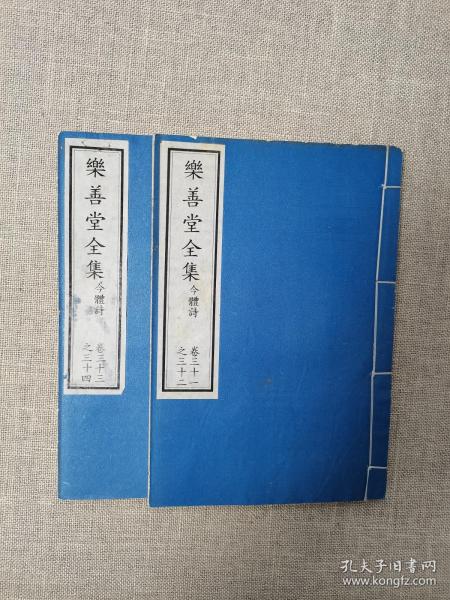 樂善堂全集 今體詩
卷三十一
之三十二
樂善堂全集 今體詩
卷三十三
之三十四
孔夫子旧书网
www.kongfz.com